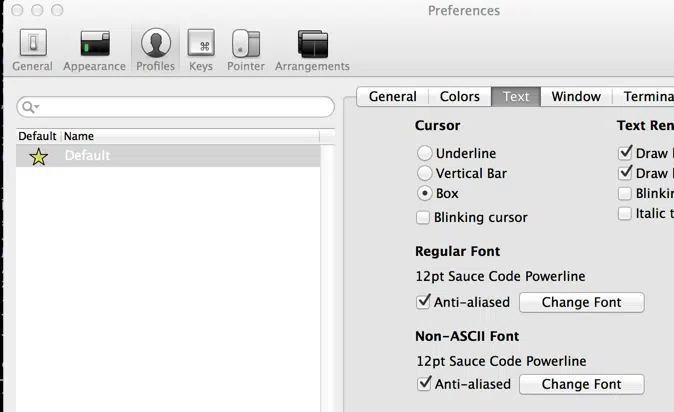 Preferences
General Appearance Profiles Keys Pointer Arrangements
General Colors Text Window Termina
Default Name
Default
Cursor
Underline
Vertical Bar
Box
Blinking cursor
Text Ren
Draw
Draw
Blinki
Italic t
Regular Font
12pt Sauce Code Powerline
Anti-aliased Change Font
Non-ASCII Font
12pt Sauce Code Powerline
Anti-aliased Change Font